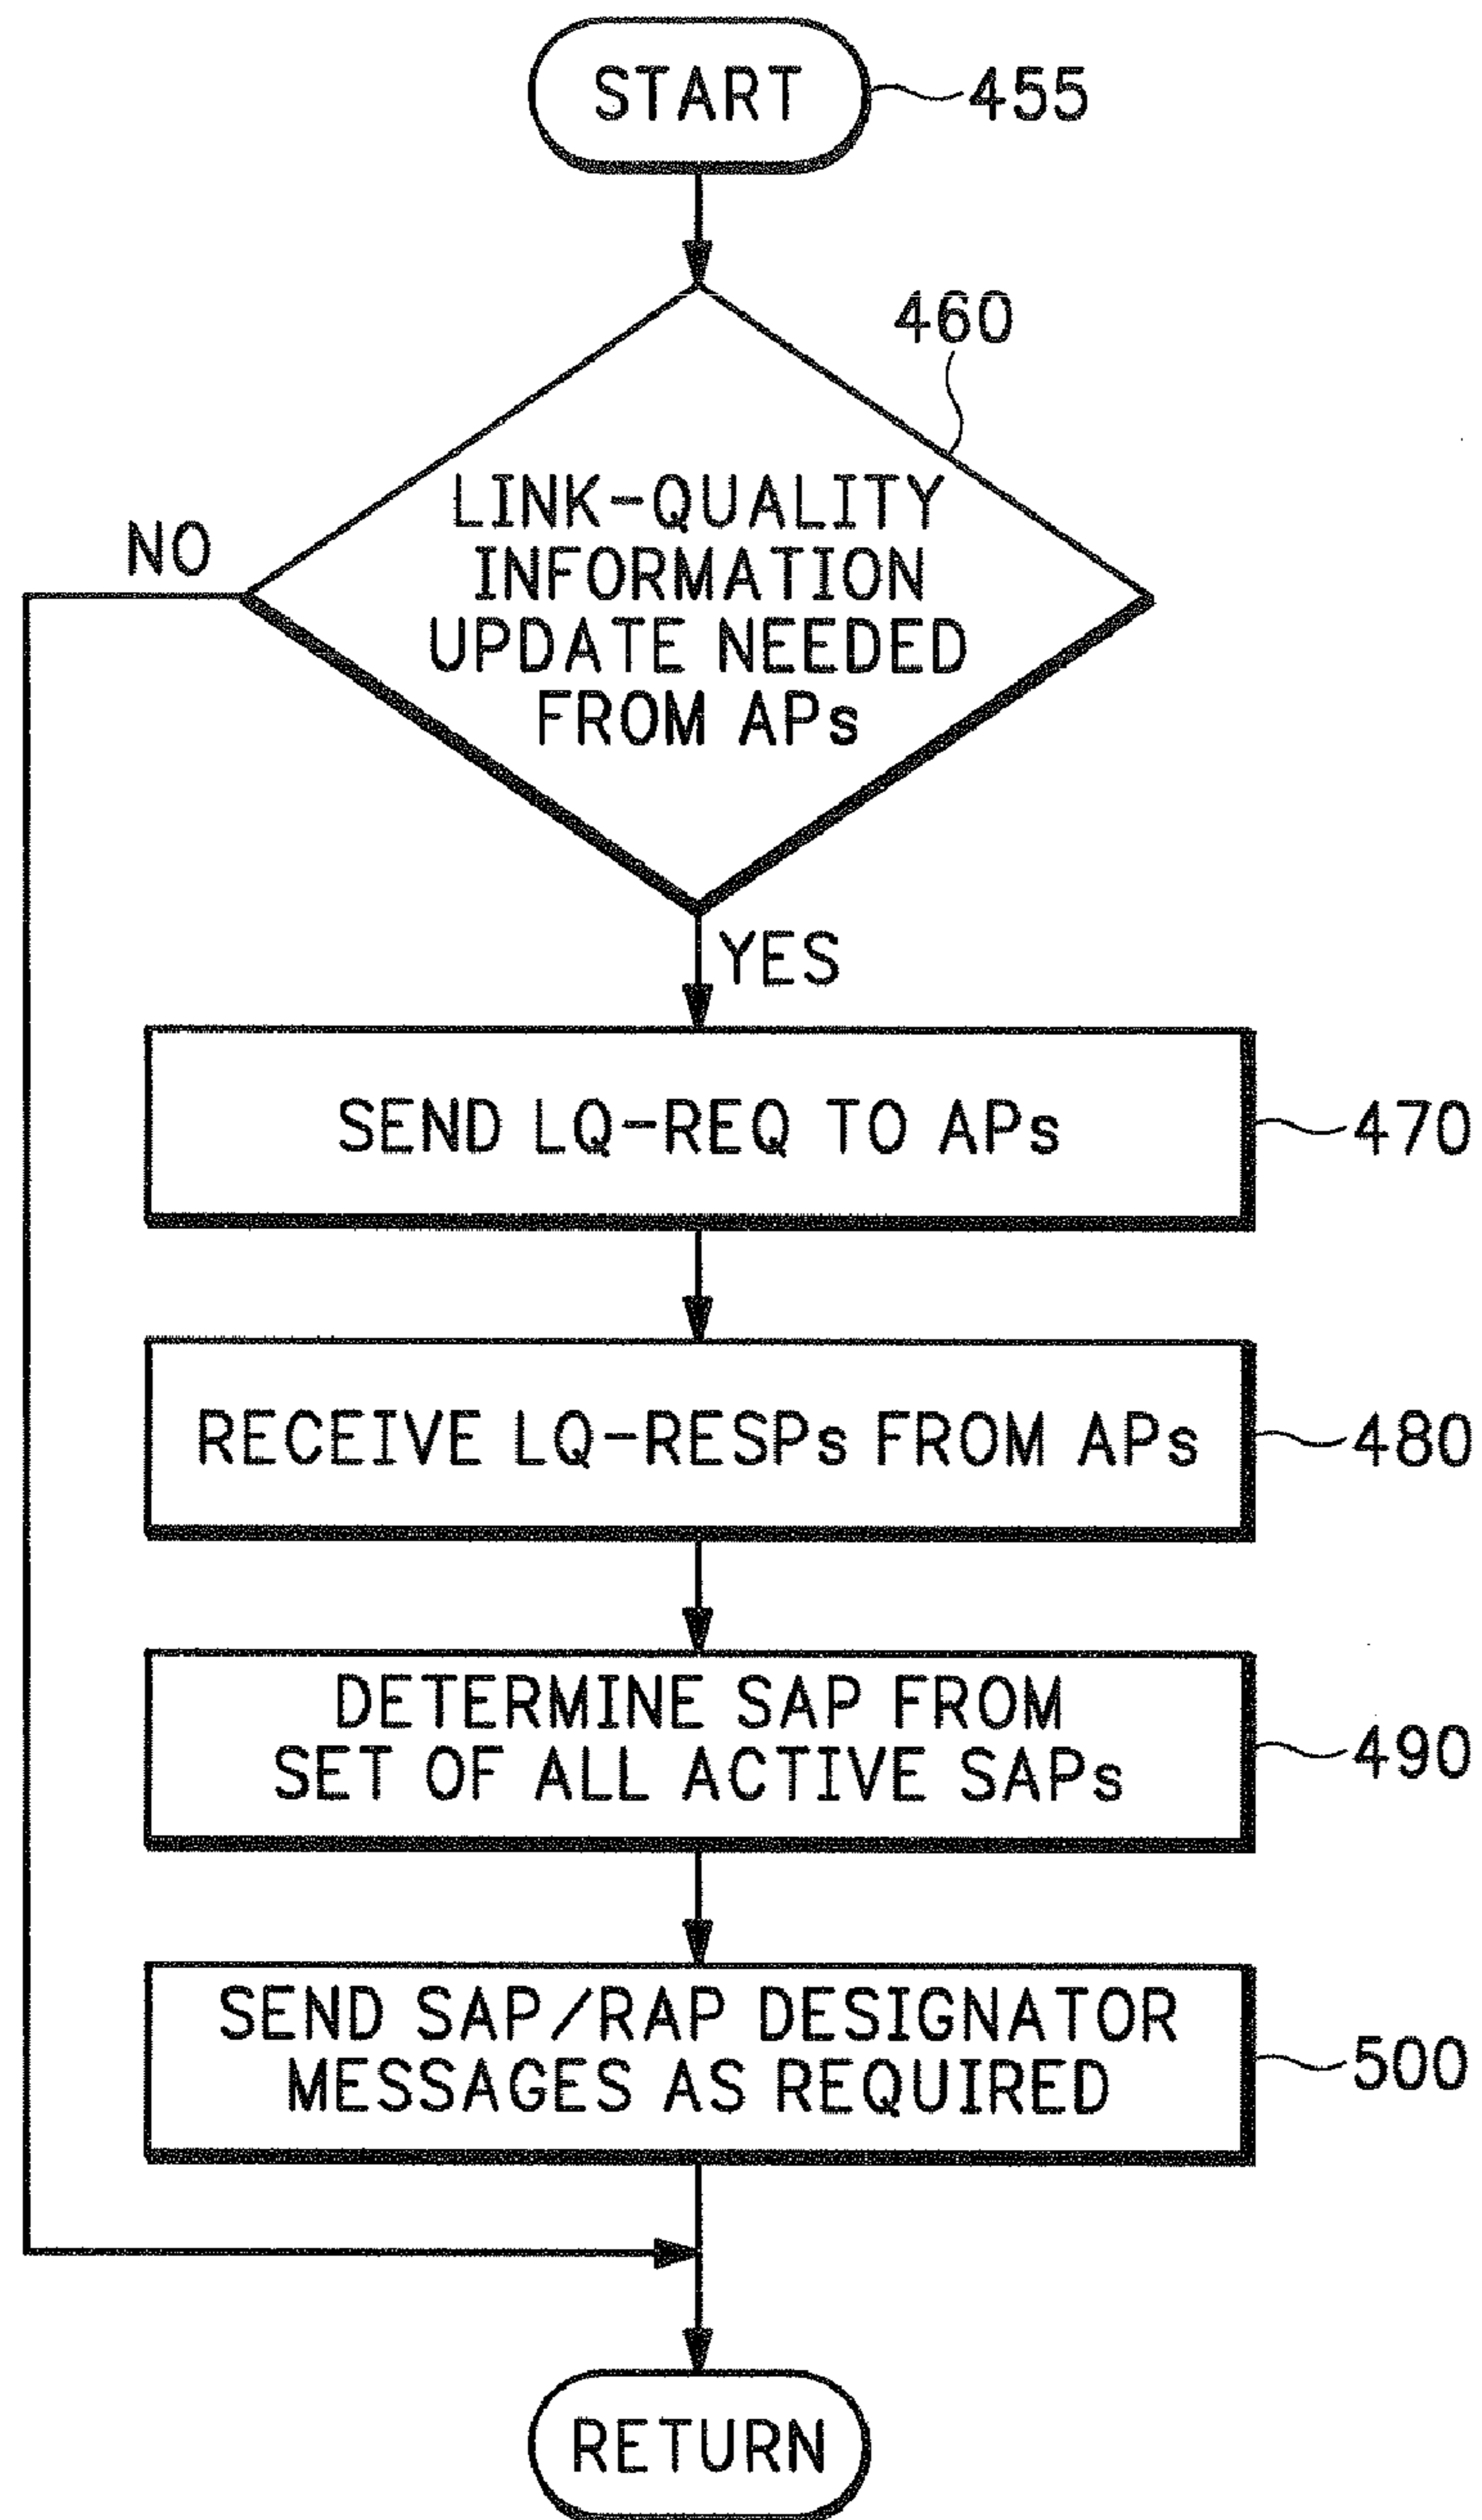 START
455
460
LINK-QUALITY
INFORMATION
UPDATE NEEDED
FROM APs
NO
YES
SEND LQ-REQ TO APs
470
RECEIVE LQ-RESPs FROM APs
480
DETERMINE SAP FROM
SET OF ALL ACTIVE SAPs
490
SEND SAP/RAP DESIGNATOR
MESSAGES AS REQUIRED
500
RETURN